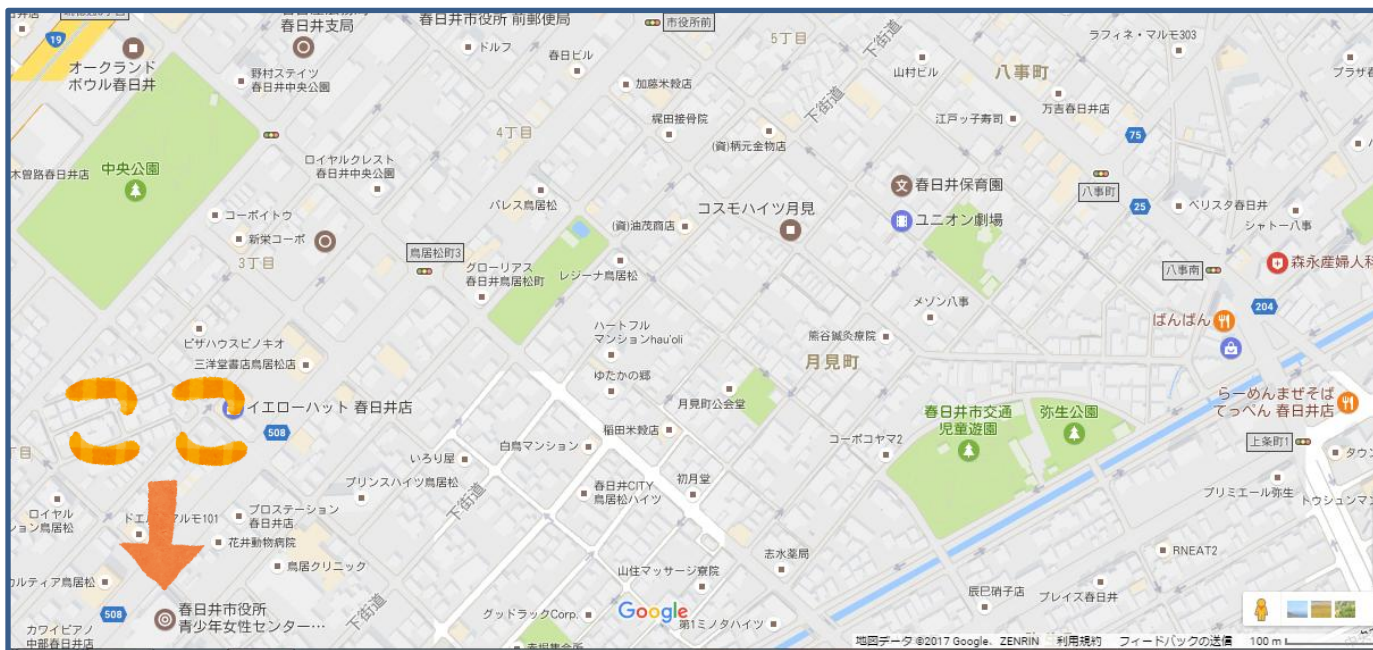 春日井支局
春日井市役所 前郵便局
市役所前
19
ドルフ
春日ビル
5丁目
下街道
ラフィネ・マルモ303
オークランド
ボウル春日井
野村ステイツ
春日井中央公園
加藤米穀店
山村ビル
八事町
万吉春日井店
4丁目
梶田接骨院
下街道
江戸ッ子寿司
(資)柄元金物店
75
ロイヤルクレスト
春日井中央公園
木曽路春日井店
中央公園
春日井保育園
八事町
パレス鳥居松
コスモハイツ月見
25
ベリスタ春日井
コーポイトウ
(資)油茂商店
ユニオン劇場
シャトー八事
新栄コーポ
3丁目
鳥居松町3
グローリアス
春日井鳥居松町
レジーナ鳥居松
八事南
森永産婦人科
メゾン八事
204
ばんばん
ハートフル
マンションhau'oli
熊谷鍼灸療院
ピザハウスピノキオ
三洋堂書店鳥居松店
月見町
ゆたかの郷
ここ
イエローハット 春日井店
月見町公会堂
春日井市交通
児童遊園
弥生公園
らーめんまぜそば
てっぺん 春日井店
508
稲田米穀店
白鳥マンション
コーポコヤマ2
上条町1
いろり屋
プリンスハイツ鳥居松
下街道
春日井CITY
鳥居松ハイツ
初月堂
プリミエール弥生
ロイヤル
プロステーション
春日井店
花井動物病院
志水薬局
RNEAT2
鳥居クリニック
山住マッサージ寮院
辰巳硝子店
プレイズ春日井
508
春日井市役所
青少年女性センター…
下街道
グッドラックCorp.
Google
第1ミノタハイツ
カワイピアノ
中部春日井店
地図データ ©2017 Google、ZENRIN
利用規約
フィードバックの送信
100 m